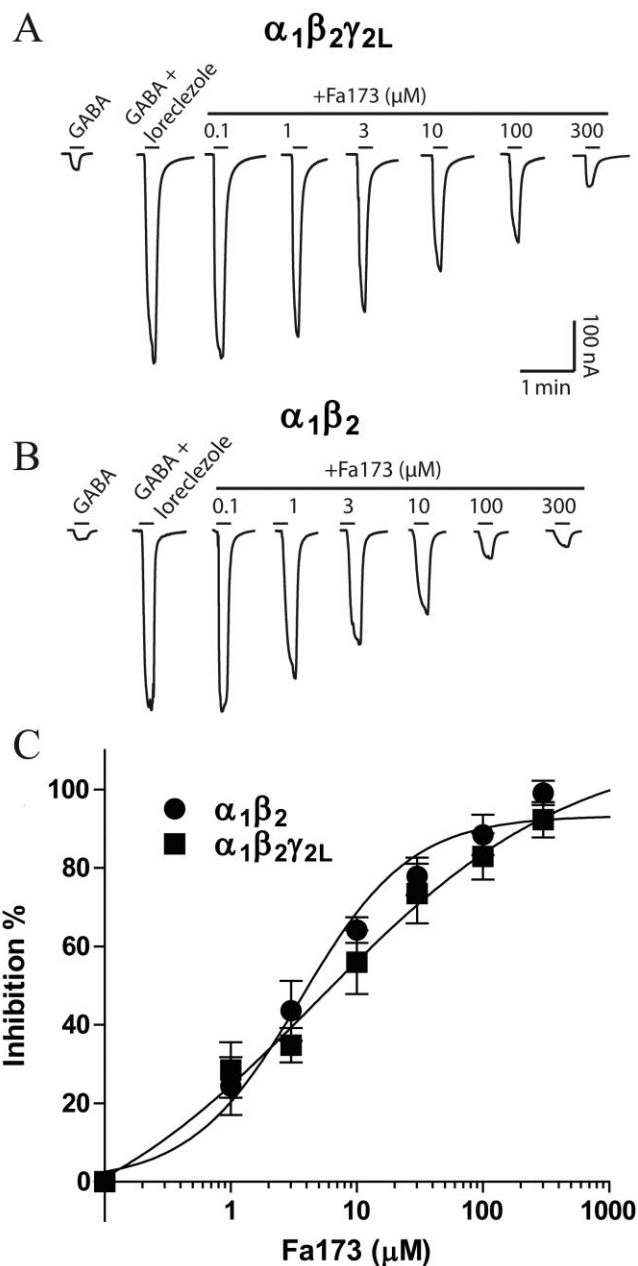 A
α₁β₂γ₂L
GABA
GABA +
loreclezole
+Fa173 (μM)
0.1 1 3 10 100 300
100 nA
1 min
α₁β₂
B
GABA
GABA +
loreclezole
+Fa173 (μM)
0.1 1 3 10 100 300
C
100
80
60
40
20
0
Inhibition %
α₁β₂
α₁β₂γ₂L
1 10 100 1000
Fa173 (μM)